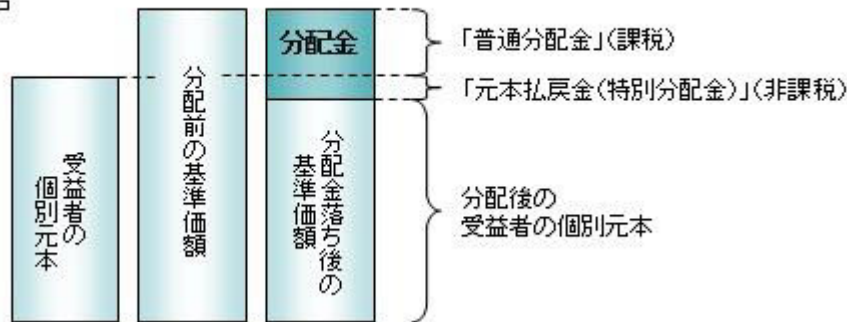 受益者の
個別元本
分配前の基準価額
分配金
分配金落ち後の
基準価額
「普通分配金」(課税)
「元本払戻金(特別分配金)」(非課税)
分配後の
受益者の個別元本